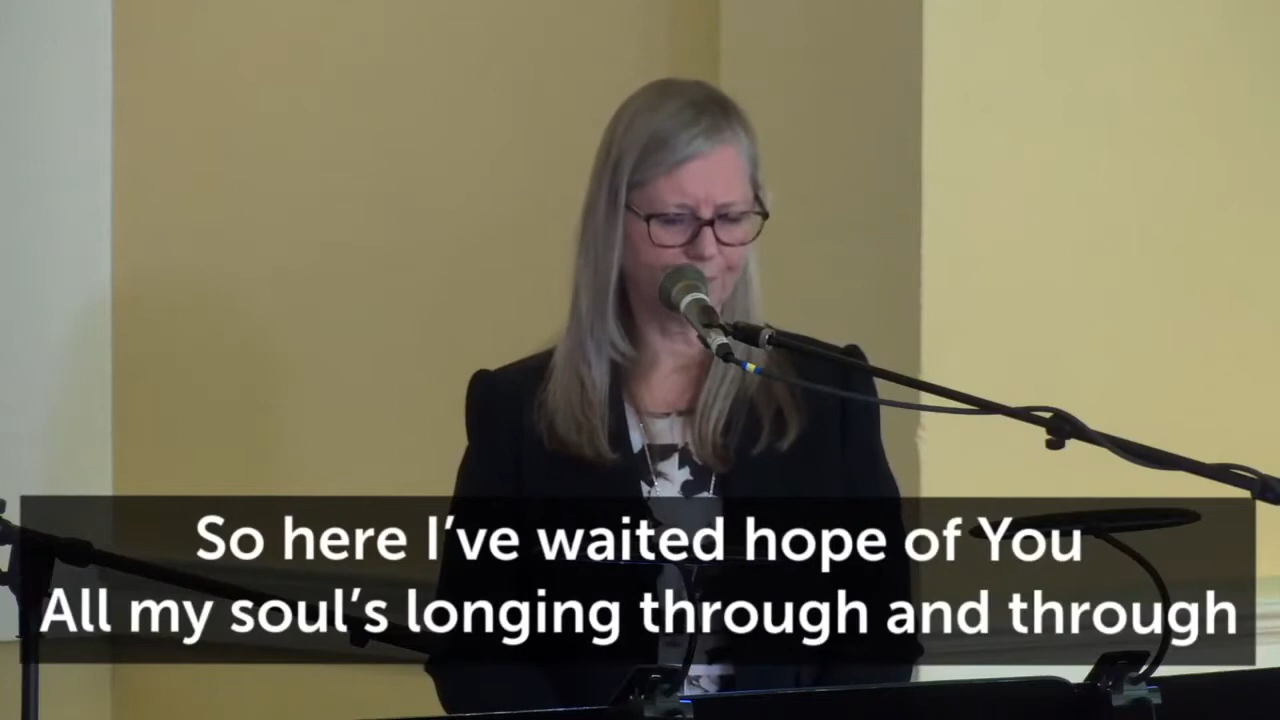 So here I’ve waited hope of You
All my soul’s longing through and through